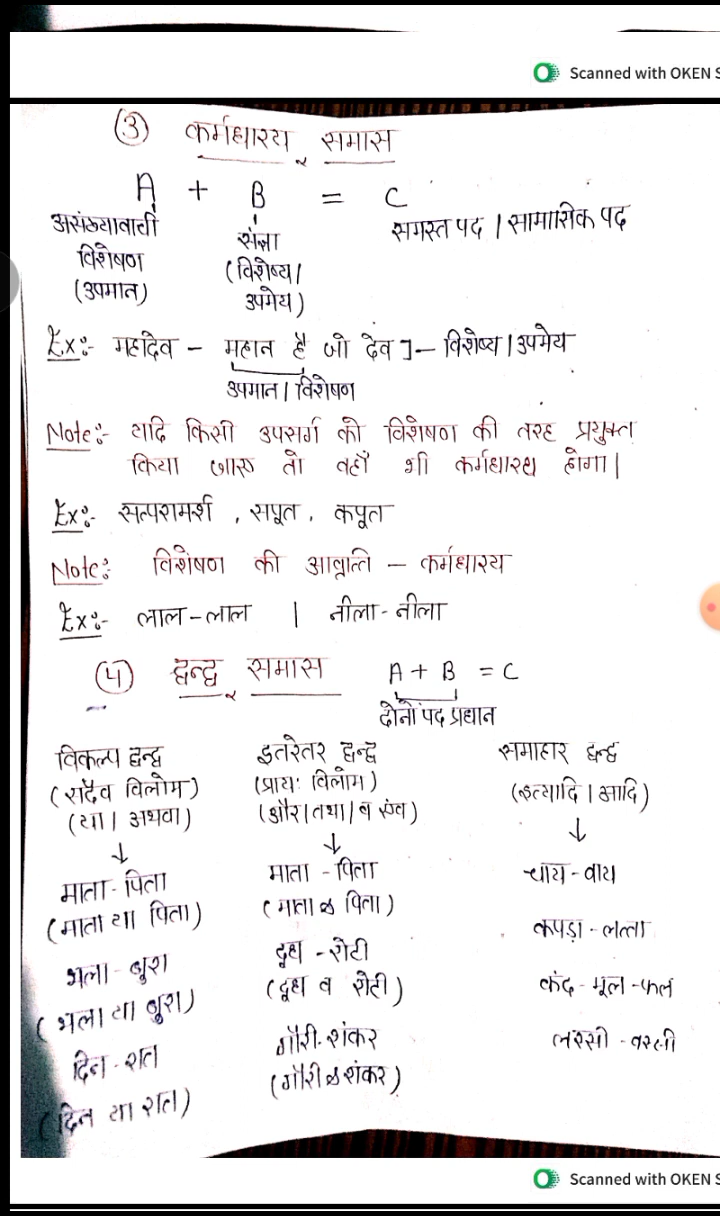 Scanned with OKEN S
(3) कर्मधारय समास
A + B = C
असंख्यावाची विशेषण (उपमान)
संज्ञा (विशेष्य / उपमेय)
समस्त पद / सामासिक पद
Ex:- महादेव - महान है जो देव ]- विशेष्य / उपमेय
उपमान / विशेषण
Note:- यदि किसी उपसर्ग को विशेषण की तरह प्रयुक्त
किया जाए तो वहाँ भी कर्मधारय होगा |
Ex:- सत्परामर्श , सपूत , कपूत
Note:- विशेषण की आवृत्ति - कर्मधारय
Ex:- लाल-लाल | नीला-नीला
(4) द्वन्द्व समास A + B = C
दोनों पद प्रधान
विकल्प द्वन्द्व
(सदैव विलोम)
(या / अथवा)
↓
माता-पिता
(माता या पिता)
भला-बुरा
(भला या बुरा)
दिन-रात
(दिन या रात)
इतरेतर द्वन्द्व
(प्रायः विलोम)
(और / तथा / व एंव)
↓
माता-पिता
(माता & पिता)
दूध-रोटी
(दूध व रोटी)
गौरी-शंकर
(गौरी & शंकर)
समाहार द्वन्द्व
(इत्यादि / आदि)
↓
चाय-वाय
कपड़ा-लत्ता
कंद-मूल-फल
लस्सी-वस्सी
Scanned with OKEN S